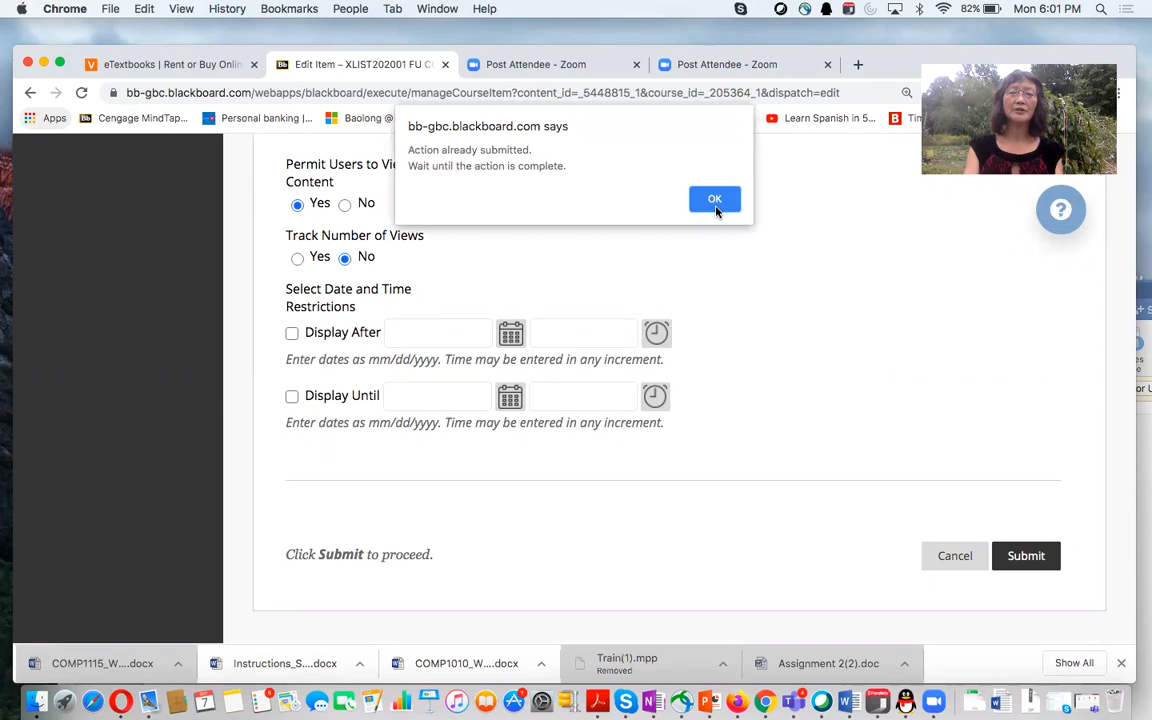 Chrome File Edit View History Bookmarks People Tab Window Help 82% Mon 6:01 PM
eTextbooks | Rent or Buy Onlin Edit Item – XLIST202001 FU C Post Attendee - Zoom Post Attendee - Zoom
bb-gbc.blackboard.com/webapps/blackboard/execute/manageCourseItem?content_id=_5448815_1&course_id=_205364_1&dispatch=edit
Apps Cengage MindTap... Personal banking |... Baolong @ Learn Spanish in 5...
bb-gbc.blackboard.com says
Action already submitted.
Wait until the action is complete.
OK
Permit Users to Vie
Content
Yes No
Track Number of Views
Yes No
Select Date and Time
Restrictions
Display After
Enter dates as mm/dd/yyyy. Time may be entered in any increment.
Display Until
Enter dates as mm/dd/yyyy. Time may be entered in any increment.
Click Submit to proceed.
Cancel Submit
COMP1115_W....docx Instructions_S....docx COMP1010_W....docx Train(1).mpp Assignment 2(2).doc Show All
Removed